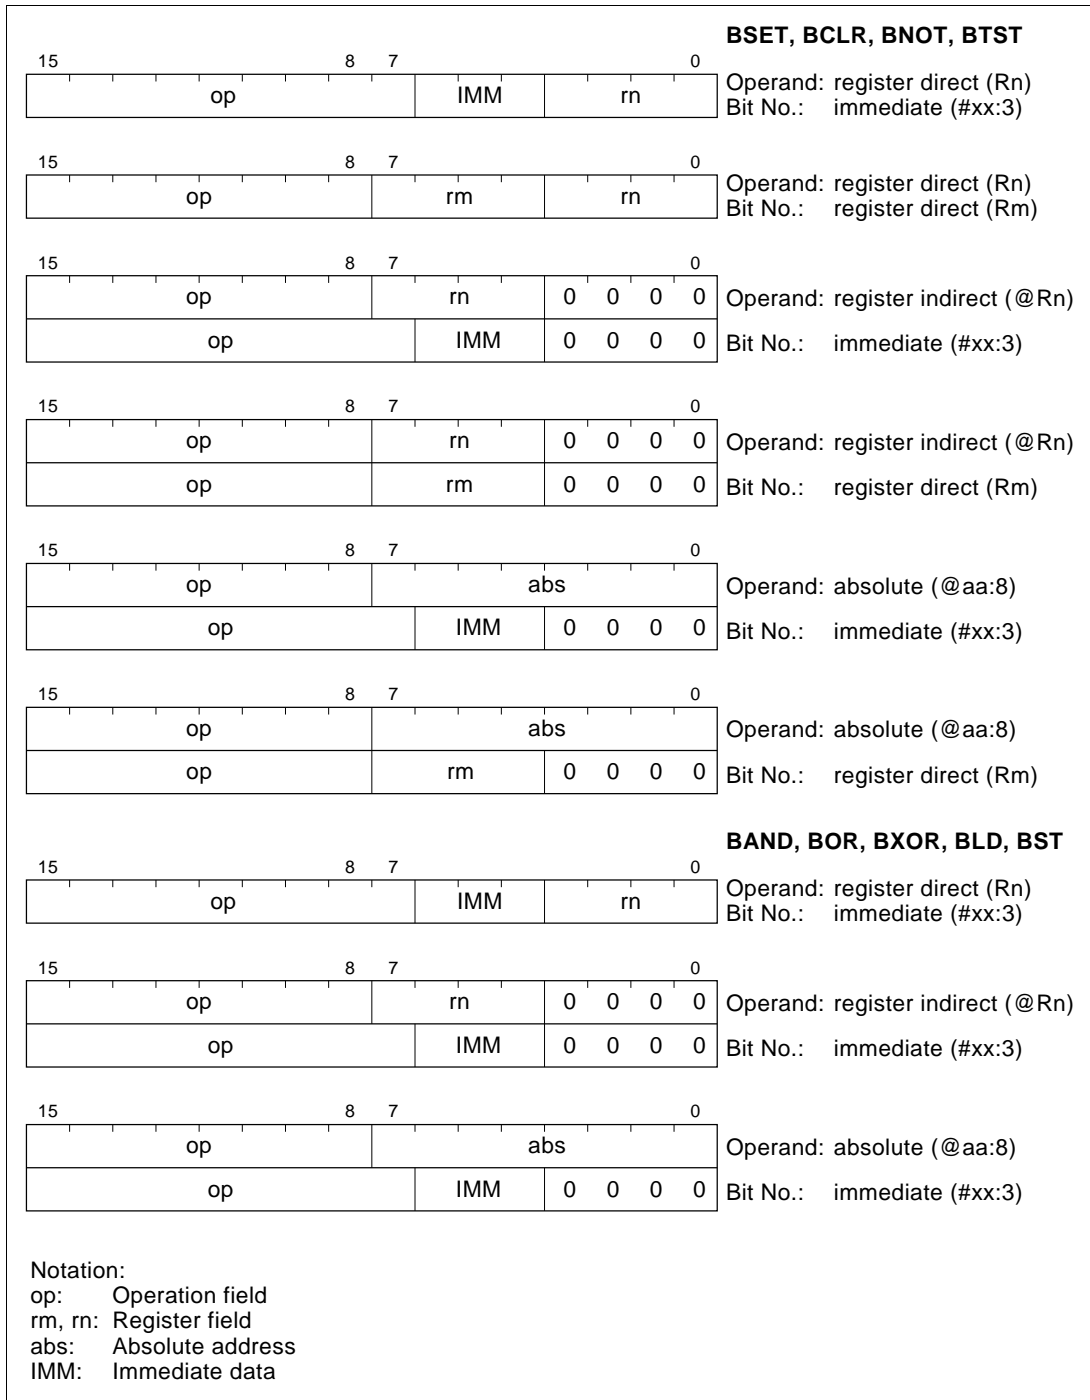 BSET, BCLR, BNOT, BTST
15 8 7 0
op IMM rn Operand: register direct (Rn)
Bit No.: immediate (#xx:3)
15 8 7 0
op rm rn Operand: register direct (Rn)
Bit No.: register direct (Rm)
15 8 7 0
op rn 0 0 0 0 Operand: register indirect (@Rn)
op IMM 0 0 0 0 Bit No.: immediate (#xx:3)
15 8 7 0
op rn 0 0 0 0 Operand: register indirect (@Rn)
op rm 0 0 0 0 Bit No.: register direct (Rm)
15 8 7 0
op abs Operand: absolute (@aa:8)
op IMM 0 0 0 0 Bit No.: immediate (#xx:3)
15 8 7 0
op abs Operand: absolute (@aa:8)
op rm 0 0 0 0 Bit No.: register direct (Rm)
BAND, BOR, BXOR, BLD, BST
15 8 7 0
op IMM rn Operand: register direct (Rn)
Bit No.: immediate (#xx:3)
15 8 7 0
op rn 0 0 0 0 Operand: register indirect (@Rn)
op IMM 0 0 0 0 Bit No.: immediate (#xx:3)
15 8 7 0
op abs Operand: absolute (@aa:8)
op IMM 0 0 0 0 Bit No.: immediate (#xx:3)
Notation:
op: Operation field
rm, rn: Register field
abs: Absolute address
IMM: Immediate data